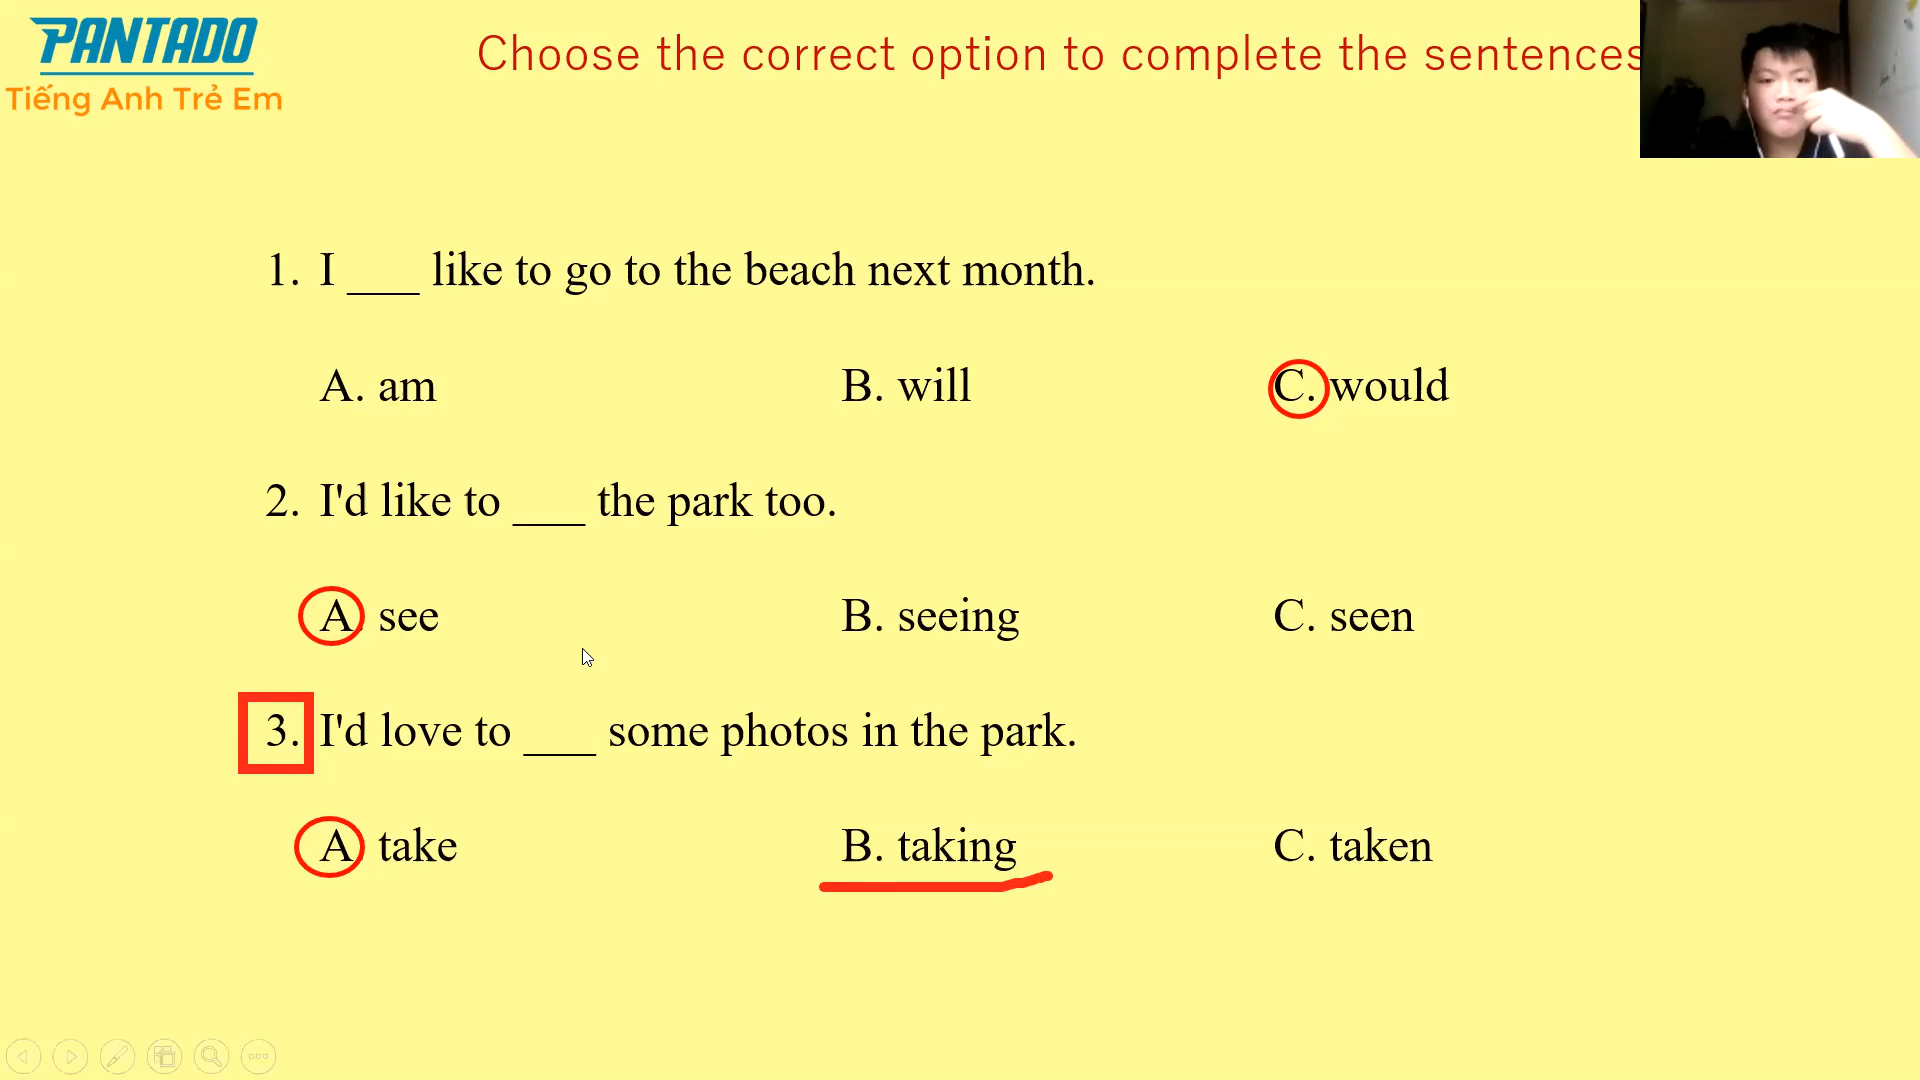 PANTADO
Tiếng Anh Trẻ Em
Choose the correct option to complete the sentences
1. I ___ like to go to the beach next month.
A. am B. will C. would
2. I'd like to ___ the park too.
A. see B. seeing C. seen
3. I'd love to ___ some photos in the park.
A. take B. taking C. taken